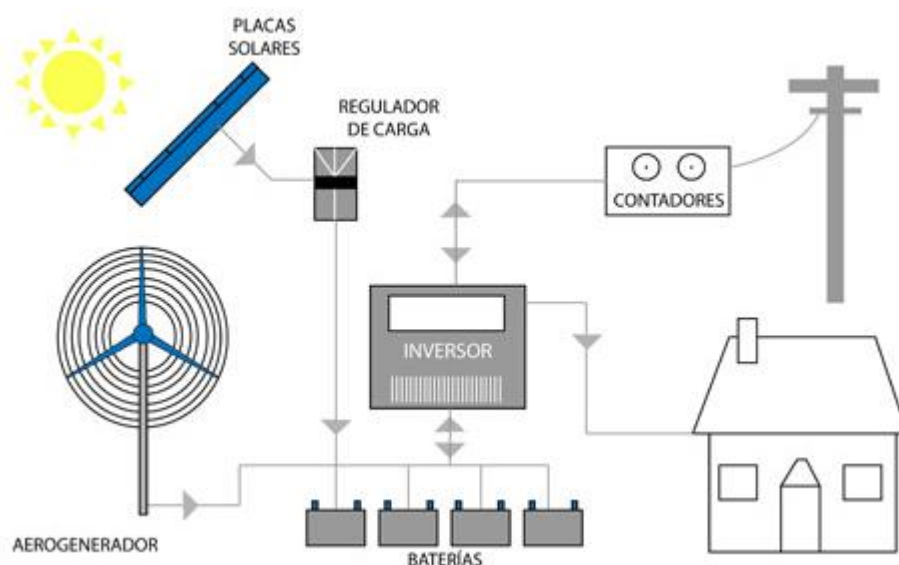 PLACAS
SOLARES
REGULADOR
DE CARGA
CONTADORES
INVERSOR
AEROGENERADOR
BATERÍAS